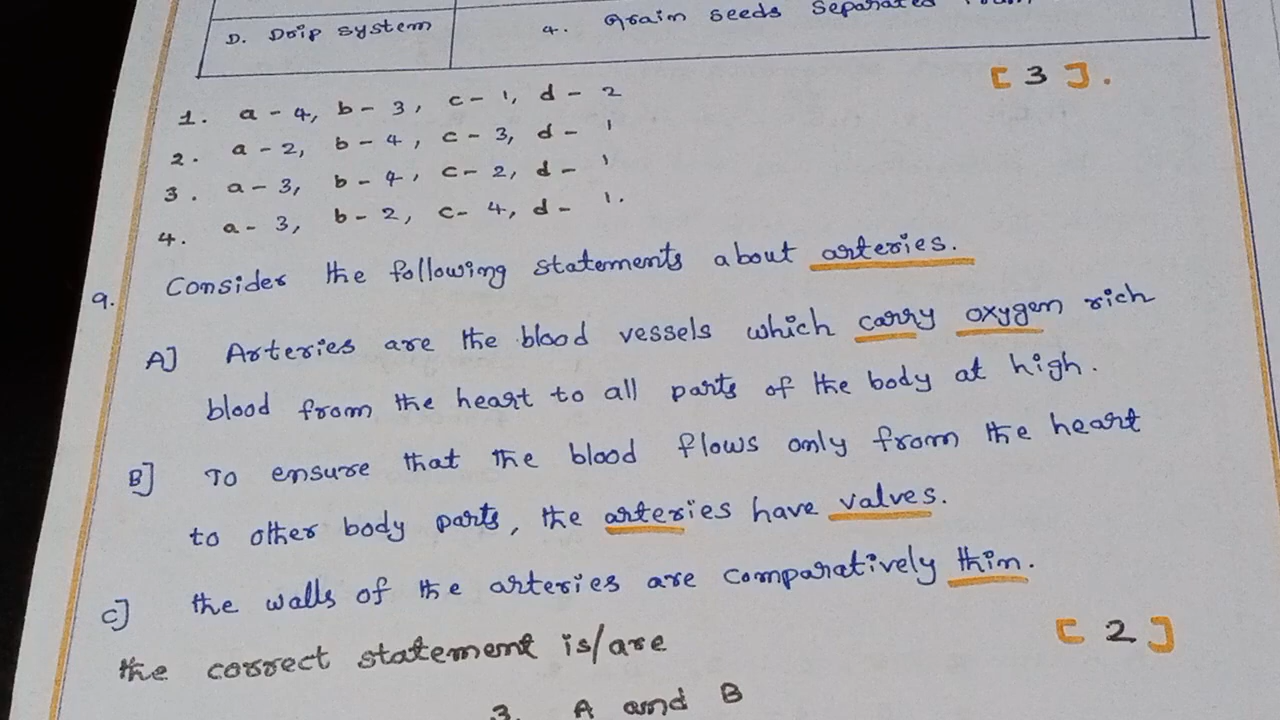 D. Drip system
4. Grain seeds separated
[ 3 ].
1. a - 4, b - 3, c - 1, d - 2
2. a - 2, b - 4, c - 3, d - 1
3. a - 3, b - 4, c - 2, d - 1
4. a - 3, b - 2, c - 4, d - 1.
9. Consider the following statements about arteries.
A] Arteries are the blood vessels which carry oxygen rich
blood from the heart to all parts of the body at high.
B] To ensure that the blood flows only from the heart
to other body parts, the arteries have valves.
C] the walls of the arteries are comparatively thin.
the correct statement is/are
[ 2 ]
3. A and B